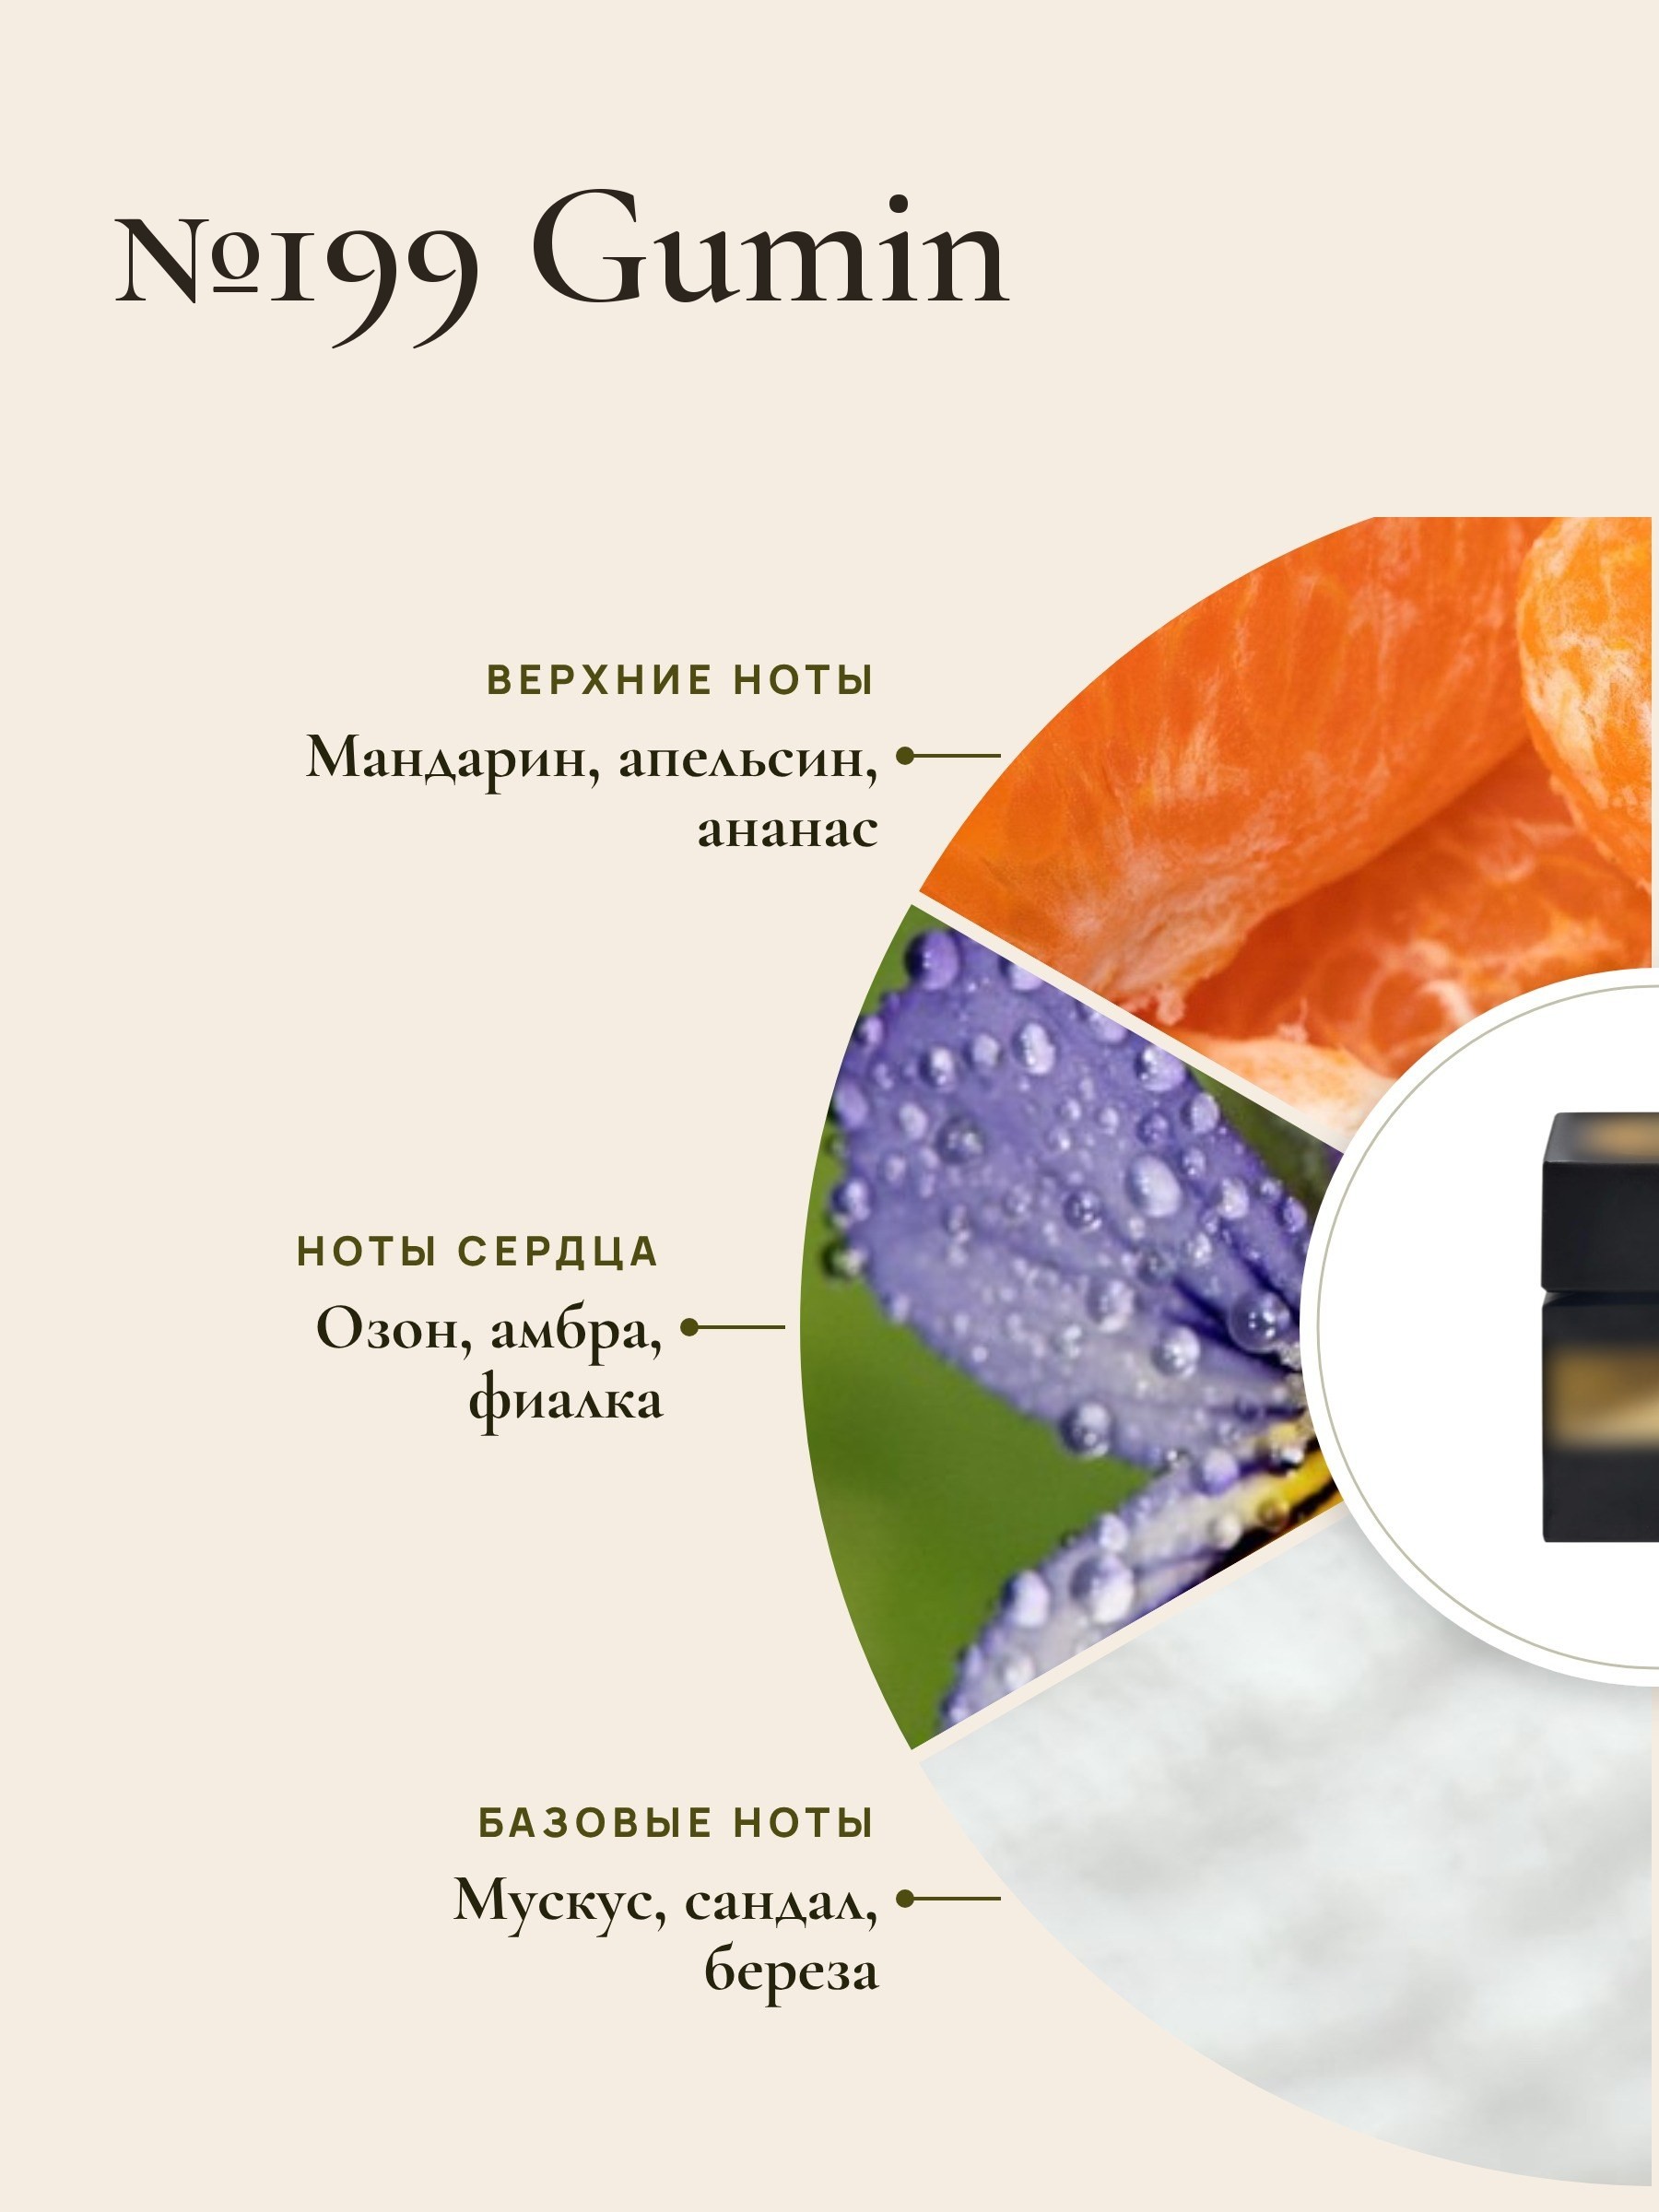 №199 Gumin
ВЕРХНИЕ НОТЫ
Мандарин, апельсин,
ананас
НОТЫ СЕРДЦА
Озон, амбра,
фиалка
БАЗОВЫЕ НОТЫ
Мускус, сандал,
береза